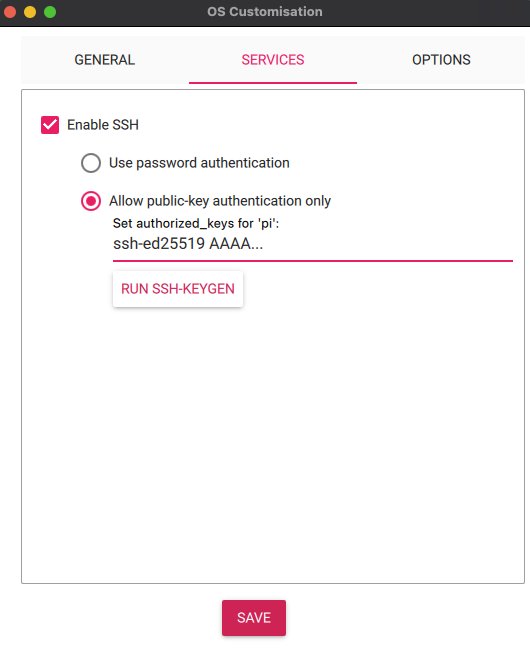 OS Customisation
GENERAL
SERVICES
OPTIONS
Enable SSH
Use password authentication
Allow public-key authentication only
Set authorized_keys for 'pi':
ssh-ed25519 AAAA...
RUN SSH-KEYGEN
SAVE